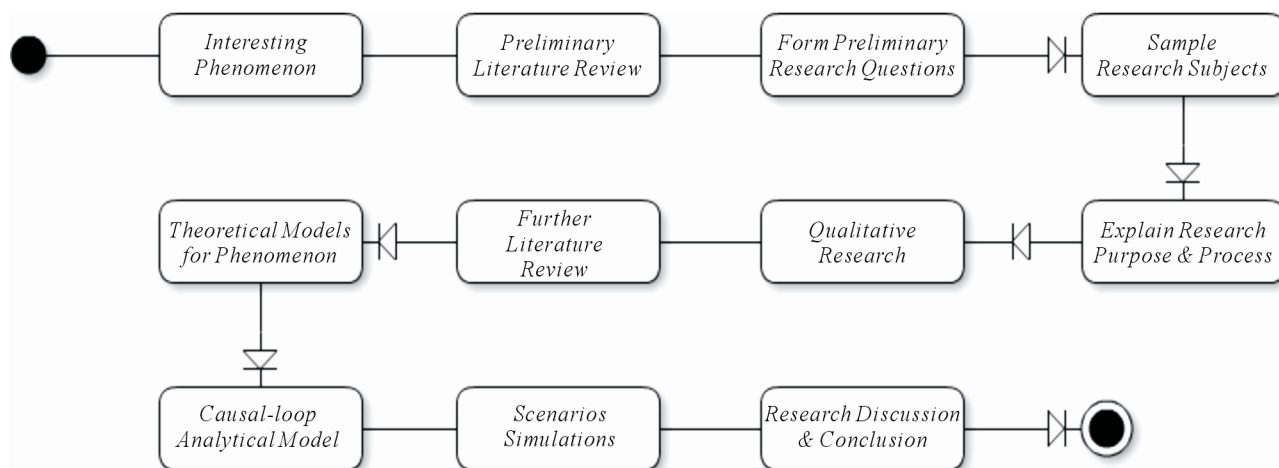 Interesting
Phenomenon
Preliminary
Literature Review
Form Preliminary
Research Questions
Sample
Research Subjects
Theoretical Models
for Phenomenon
Further
Literature
Review
Qualitative
Research
Explain Research
Purpose & Process
Causal-loop
Analytical Model
Scenarios
Simulations
Research Discussion
& Conclusion